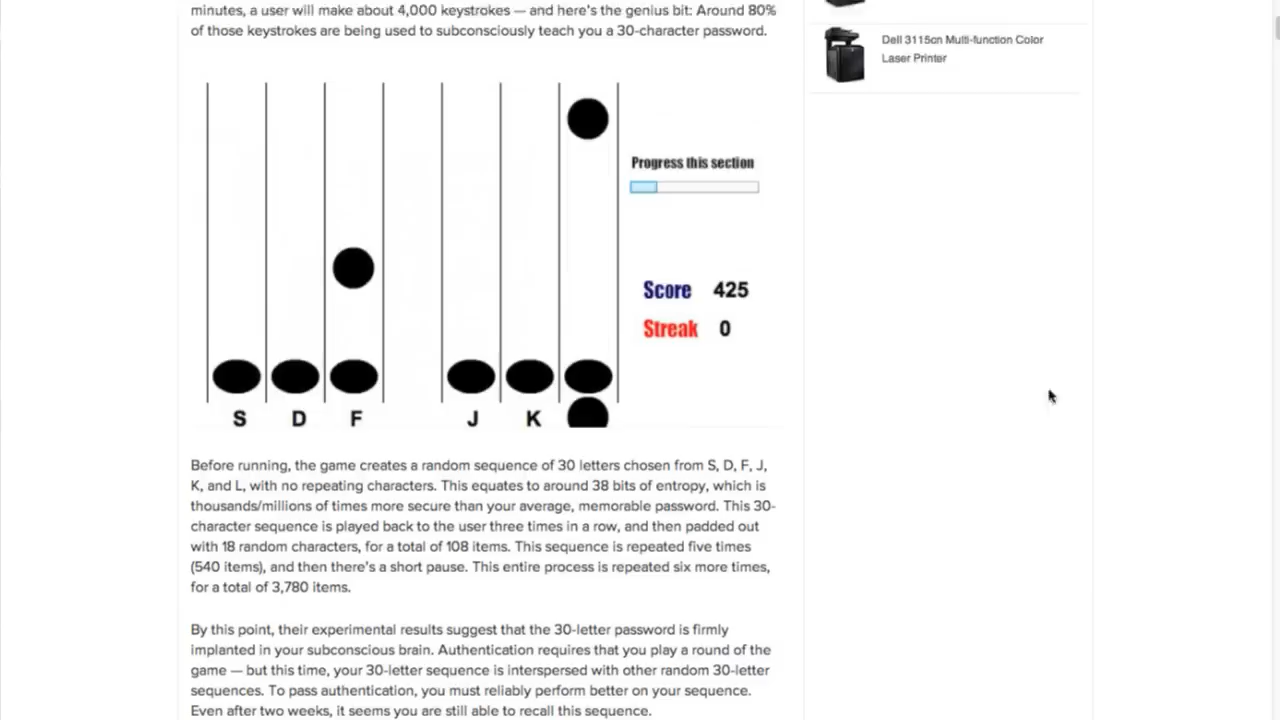 minutes, a user will make about 4,000 keystrokes — and here's the genius bit: Around 80%
of those keystrokes are being used to subconsciously teach you a 30-character password.
Dell 3115cn Multi-function Color
Laser Printer
Progress this section
Score 425
Streak 0
S D F J K
Before running, the game creates a random sequence of 30 letters chosen from S, D, F, J,
K, and L, with no repeating characters. This equates to around 38 bits of entropy, which is
thousands/millions of times more secure than your average, memorable password. This 30-
character sequence is played back to the user three times in a row, and then padded out
with 18 random characters, for a total of 108 items. This sequence is repeated five times
(540 items), and then there's a short pause. This entire process is repeated six more times,
for a total of 3,780 items.
By this point, their experimental results suggest that the 30-letter password is firmly
implanted in your subconscious brain. Authentication requires that you play a round of the
game — but this time, your 30-letter sequence is interspersed with other random 30-letter
sequences. To pass authentication, you must reliably perform better on your sequence.
Even after two weeks, it seems you are still able to recall this sequence.